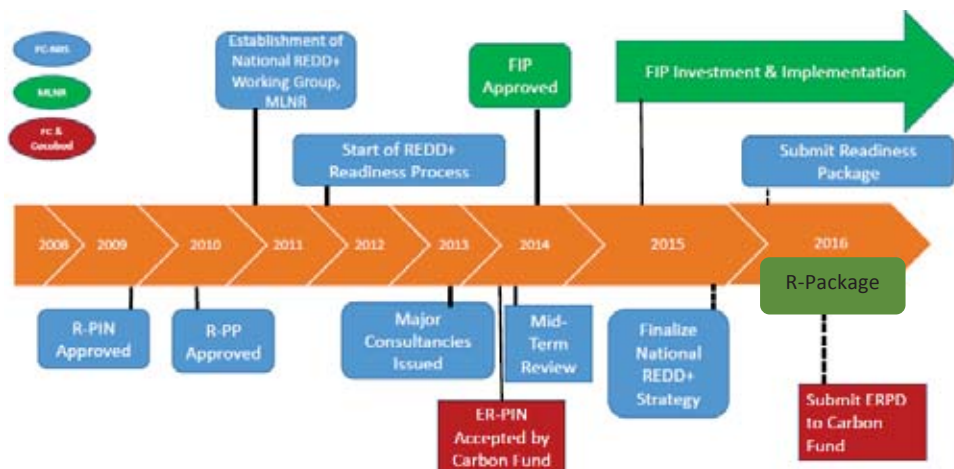 Establishment of
National REDD+
Working Group,
MLNR
FIP
Approved
FIP Investment & Implementation
MLNR
FC &
Cocobod
Start of REDD+
Readiness Process
Submit Readiness
Package
2008
2009
2010
2011
2012
2013
2014
2015
2016
R-Package
R-PIN
Approved
R-PP
Approved
Major
Consultancies
Issued
Mid-
Term
Review
Finalize
National
REDD+
Strategy
ER-PIN
Accepted by
Carbon Fund
Submit ERPD
to Carbon
Fund